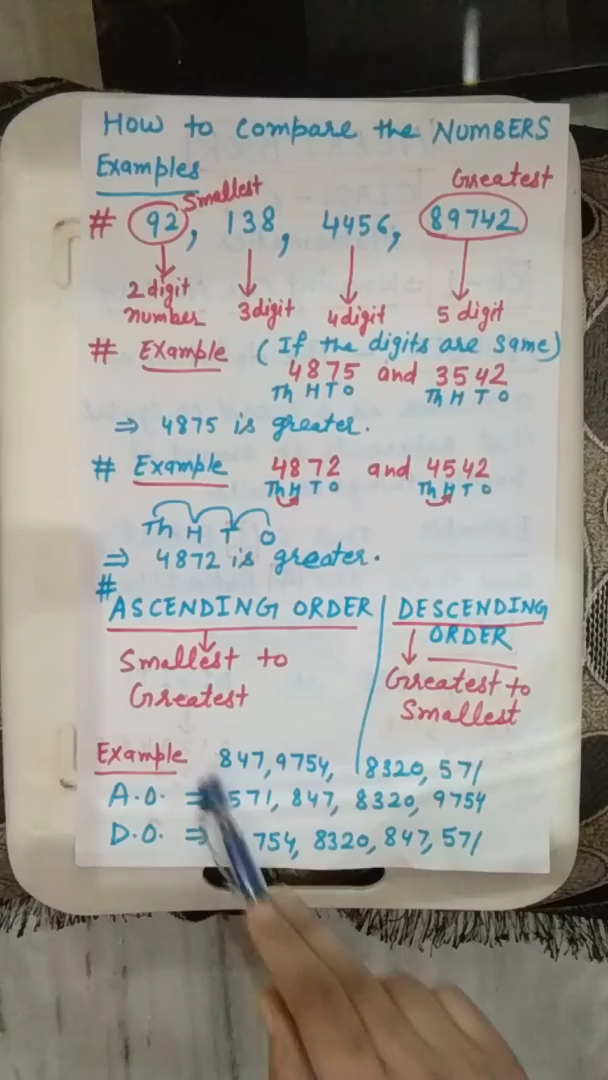 How to compare the NUMBERS
Examples
Smallest Greatest
# 92, 138, 4456, 89742
2 digit number 3digit 4digit 5 digit
# Example (If the digits are same)
4875 and 3542
Th H T O Th H T O
⇒ 4875 is greater.
# Example 4872 and 4542
Th H T O Th H T O
Th H T O
⇒ 4872 is greater.
#
ASCENDING ORDER
Smallest to
Greatest
DESCENDING
ORDER
Greatest to
Smallest
Example 847, 9754, 8320, 571
A.O. ⇒ 571, 847, 8320, 9754
D.O. ⇒ 754, 8320, 847, 571